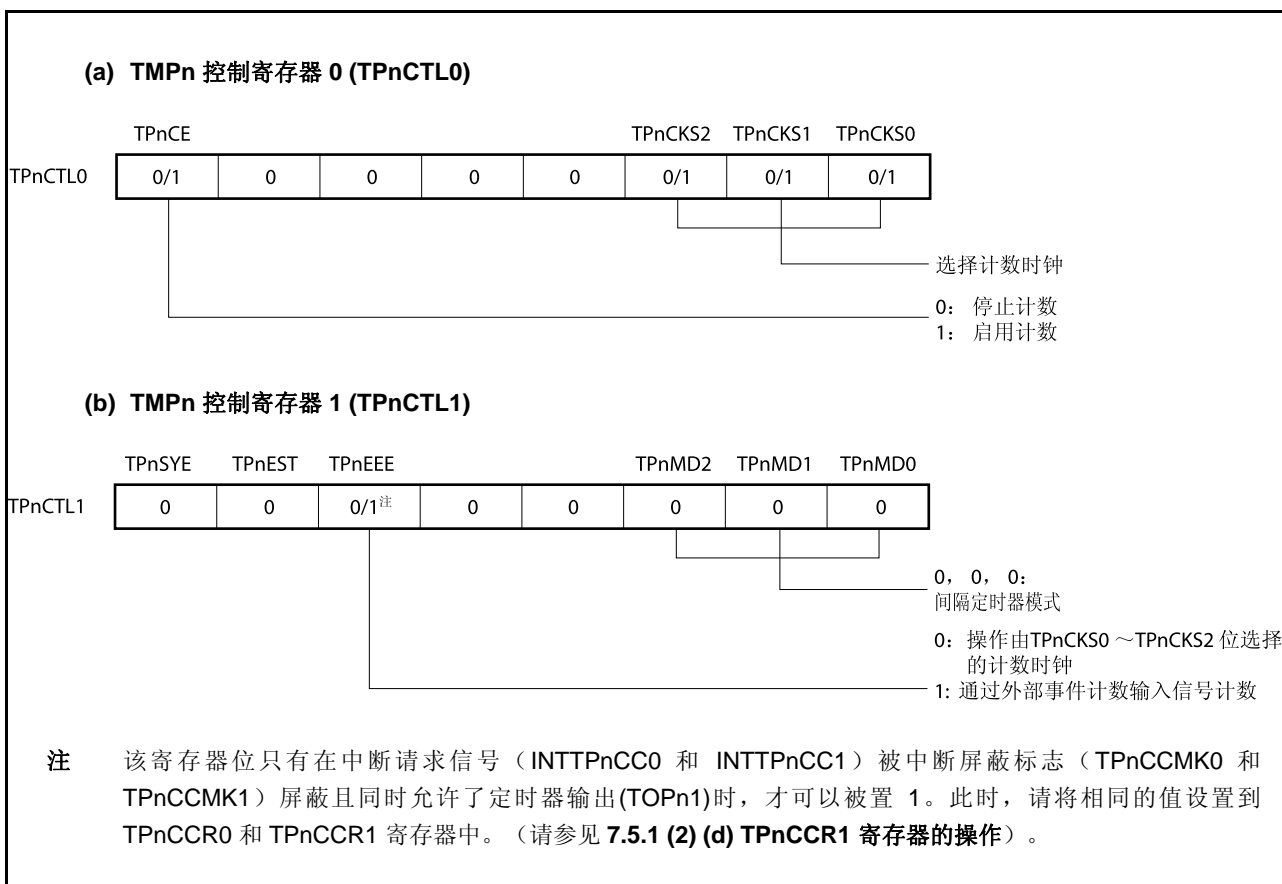 (a) TMPn 控制寄存器 0 (TPnCTL0)
TPnCE TPnCKS2 TPnCKS1 TPnCKS0
TPnCTL0 0/1 0 0 0 0 0/1 0/1 0/1
选择计数时钟
0: 停止计数
1: 启用计数
(b) TMPn 控制寄存器 1 (TPnCTL1)
TPnSYE TPnEST TPnEEE TPnMD2 TPnMD1 TPnMD0
TPnCTL1 0 0 0/1注 0 0 0 0 0
0, 0, 0:
间隔定时器模式
0: 操作由TPnCKS0 ～TPnCKS2 位选择
的计数时钟
1: 通过外部事件计数输入信号计数
注 该寄存器位只有在中断请求信号（INTTPnCC0 和 INTTPnCC1）被中断屏蔽标志（TPnCCMK0 和
TPnCCMK1）屏蔽且同时允许了定时器输出(TOPn1)时，才可以被置 1。此时，请将相同的值设置到
TPnCCR0 和 TPnCCR1 寄存器中。（请参见 7.5.1 (2) (d) TPnCCR1 寄存器的操作）。